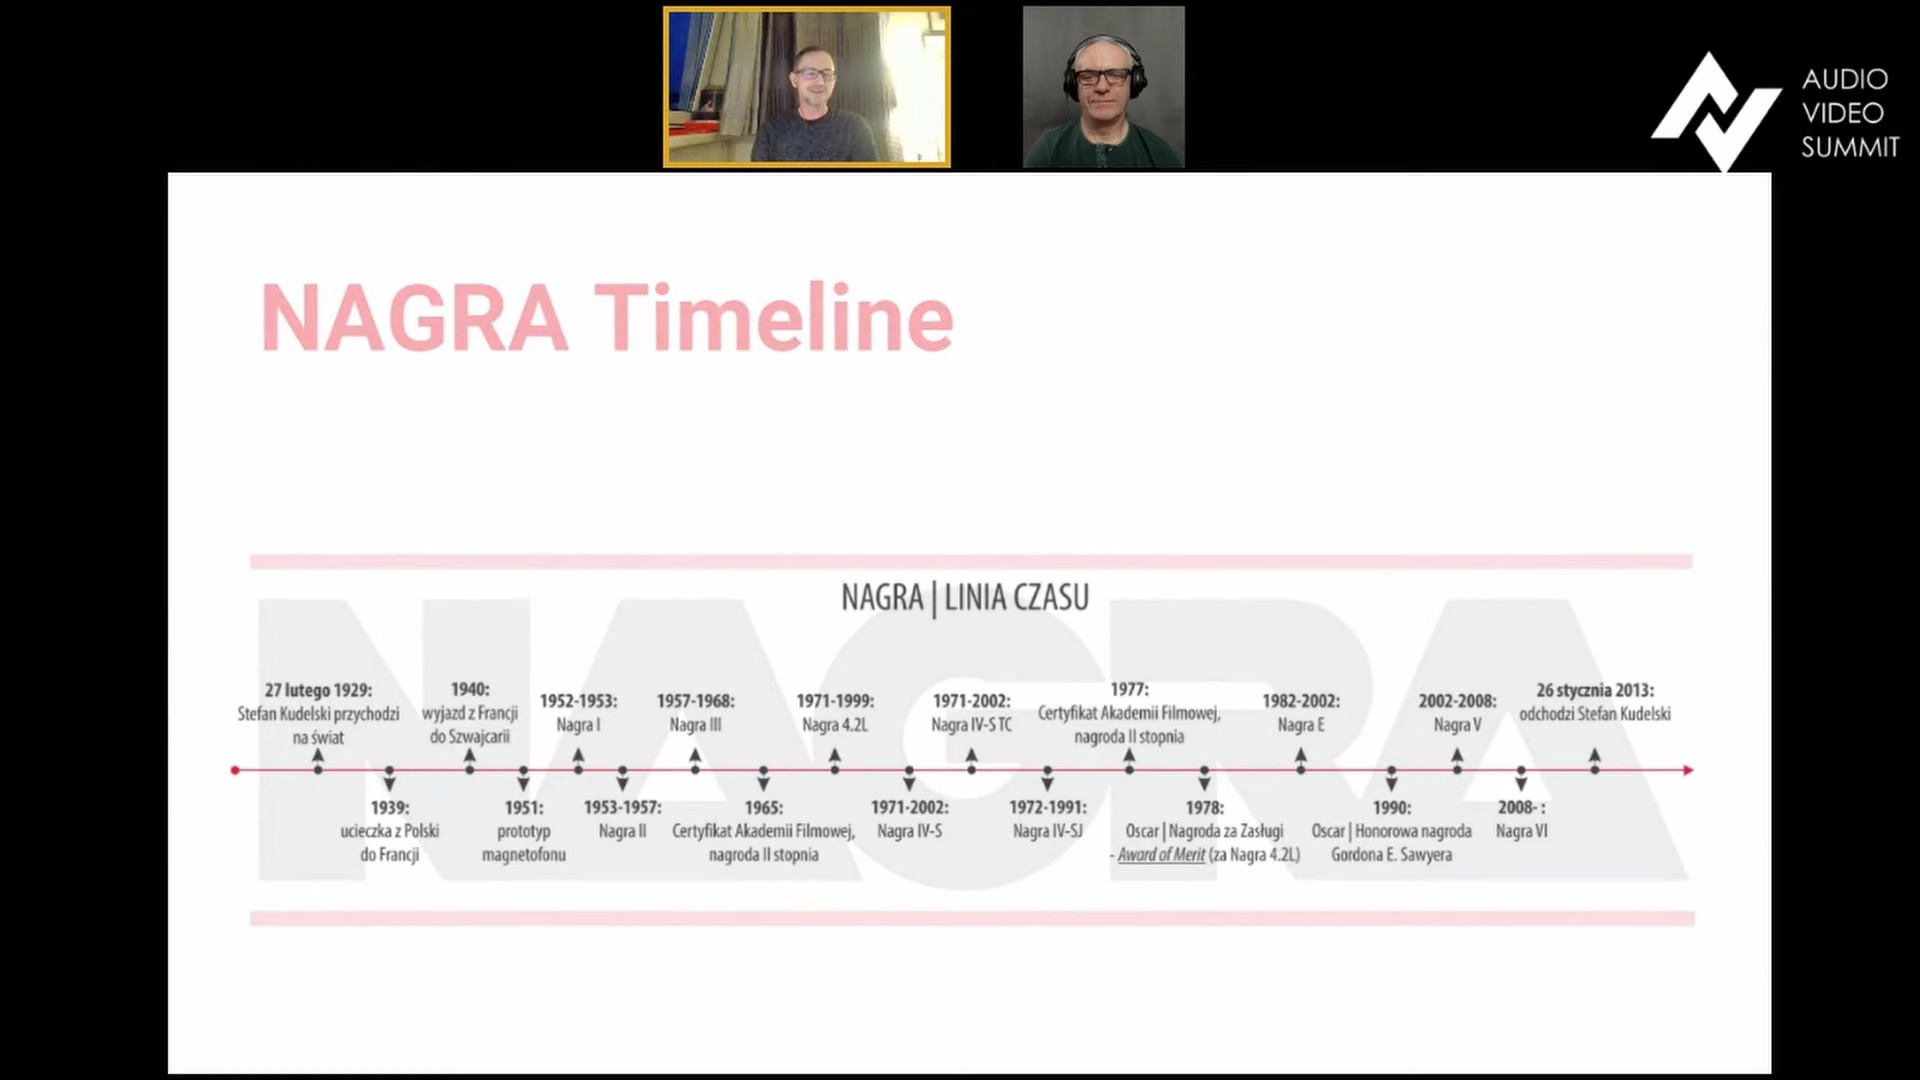 AUDIO
VIDEO
SUMMIT
NAGRA Timeline
NAGRA | LINIA CZASU
NAGRA
27 lutego 1929:
Stefan Kudelski przychodzi
na świat
1940:
wyjazd z Francji
do Szwajcarii
1952-1953:
Nagra I
1957-1968:
Nagra III
1971-1999:
Nagra 4.2L
1971-2002:
Nagra IV-S TC
1977:
Certyfikat Akademii Filmowej,
nagroda II stopnia
1982-2002:
Nagra E
2002-2008:
Nagra V
26 stycznia 2013:
odchodzi Stefan Kudelski
1939:
ucieczka z Polski
do Francji
1951:
prototyp
magnetofonu
1953-1957:
Nagra II
1965:
Certyfikat Akademii Filmowej,
nagroda II stopnia
1971-2002:
Nagra IV-S
1972-1991:
Nagra IV-SJ
1978:
Oscar | Nagroda za Zasługi
- Award of Merit (za Nagra 4.2L)
1990:
Oscar | Honorowa nagroda
Gordona E. Sawyera
2008- :
Nagra VI